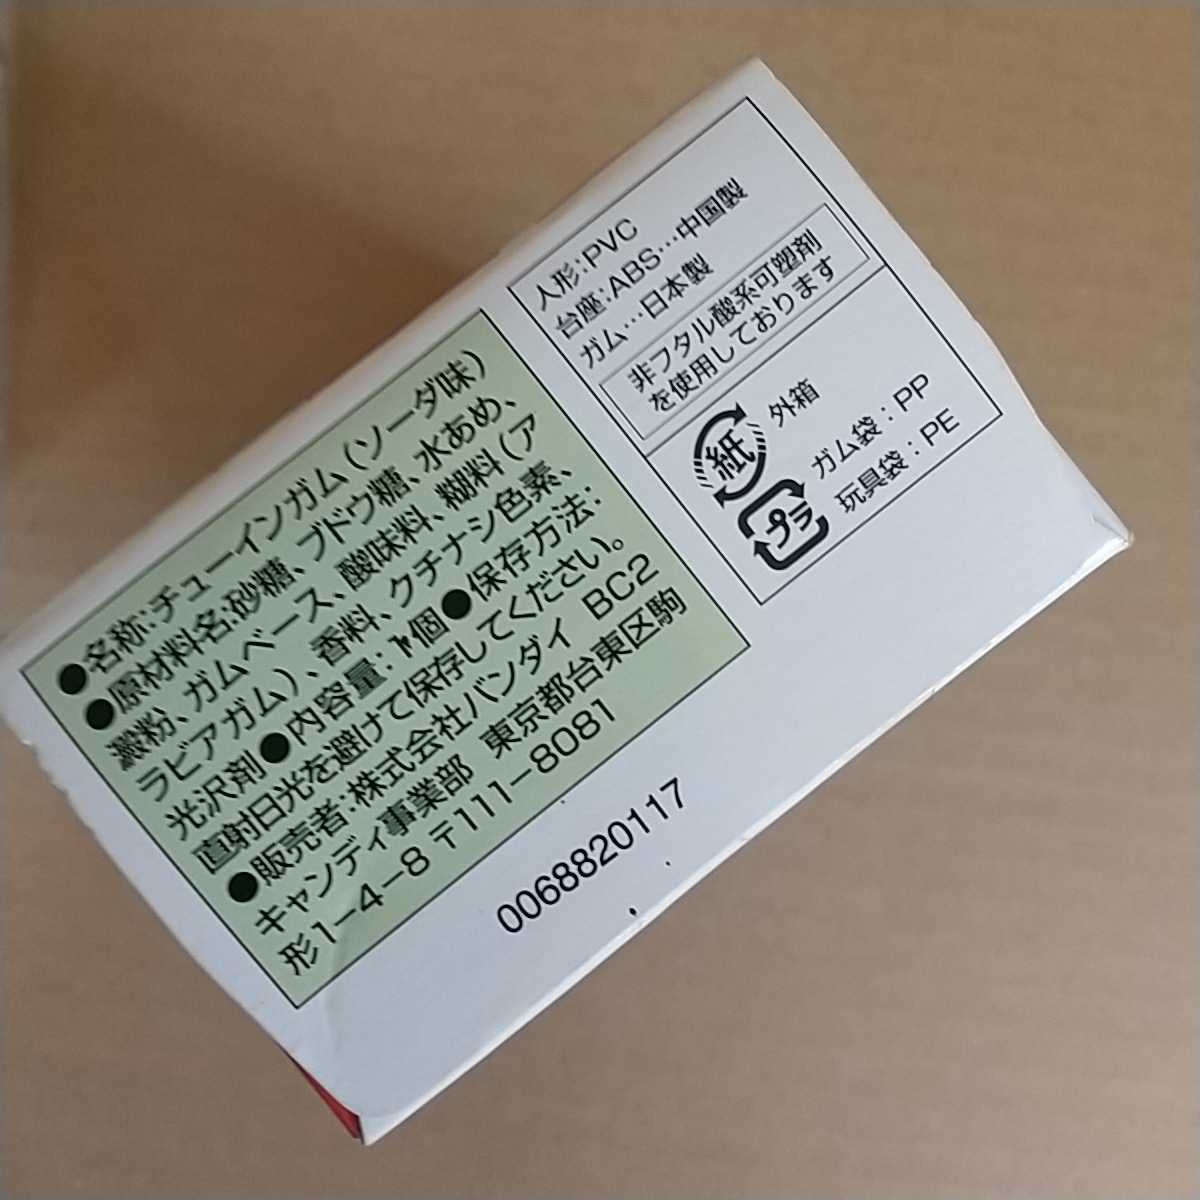 ●名称:チューインガム(ソーダ味)
●原材料名:砂糖、ブドウ糖、水あめ、
澱粉、ガムベース、酸味料、糊料(ア
ラビアガム)、香料、クチナシ色素、
光沢剤●内容量:1個●保存方法:
直射日光を避けて保存してください。
●販売者:株式会社バンダイ BC2
キャンディ事業部 東京都台東区駒
形1-4-8 〒111-8081
人形:PVC
台座:ABS…中国製
ガム…日本製
非フタル酸系可塑剤
を使用しております
紙 外箱
プラ ガム袋:PP
玩具袋:PE
0068820117